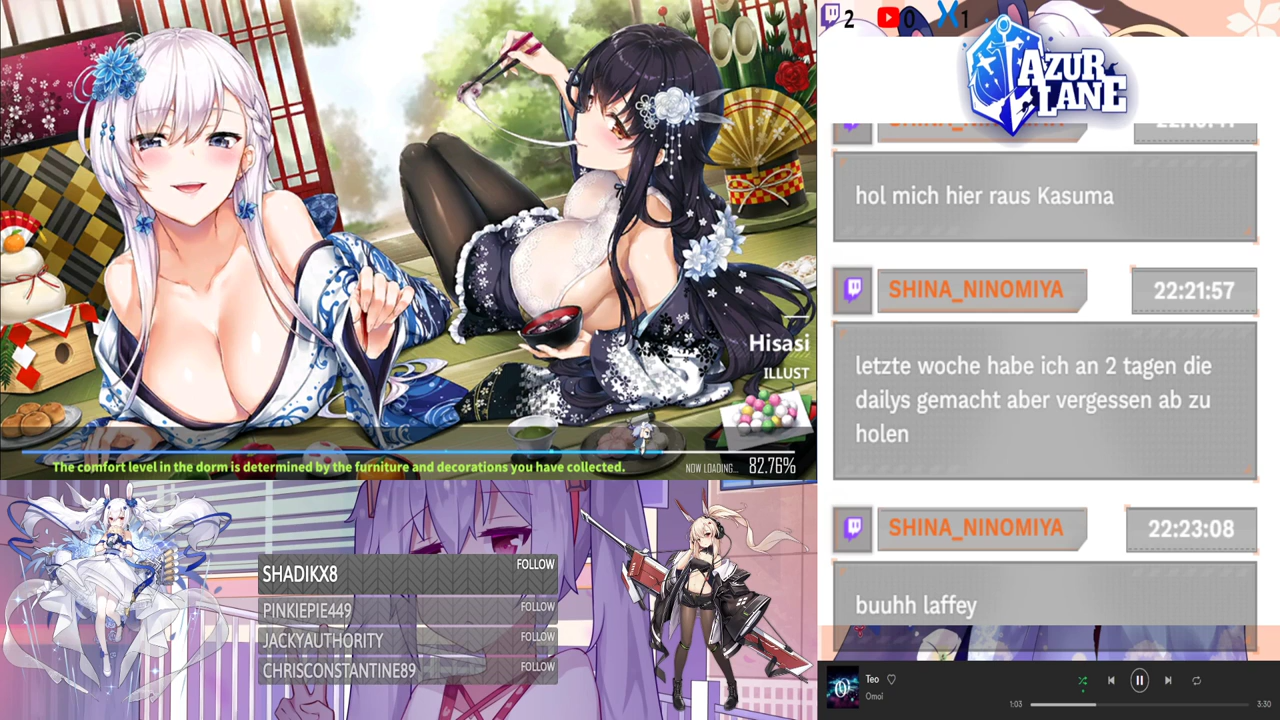 Hisasi
ILLUST
The comfort level in the dorm is determined by the furniture and decorations you have collected.
NOW LOADING... 82.76%
SHADIKX8 FOLLOW
PINKIEPIE449 FOLLOW
JACKYAUTHORITY FOLLOW
CHRISCONSTANTINE89 FOLLOW
2 0 1
AZUR
LANE
hol mich hier raus Kasuma
SHINA_NINOMIYA 22:21:57
letzte woche habe ich an 2 tagen die
dailys gemacht aber vergessen ab zu
holen
SHINA_NINOMIYA 22:23:08
buuhh laffey
Teo
Omoi
1:03 3:30